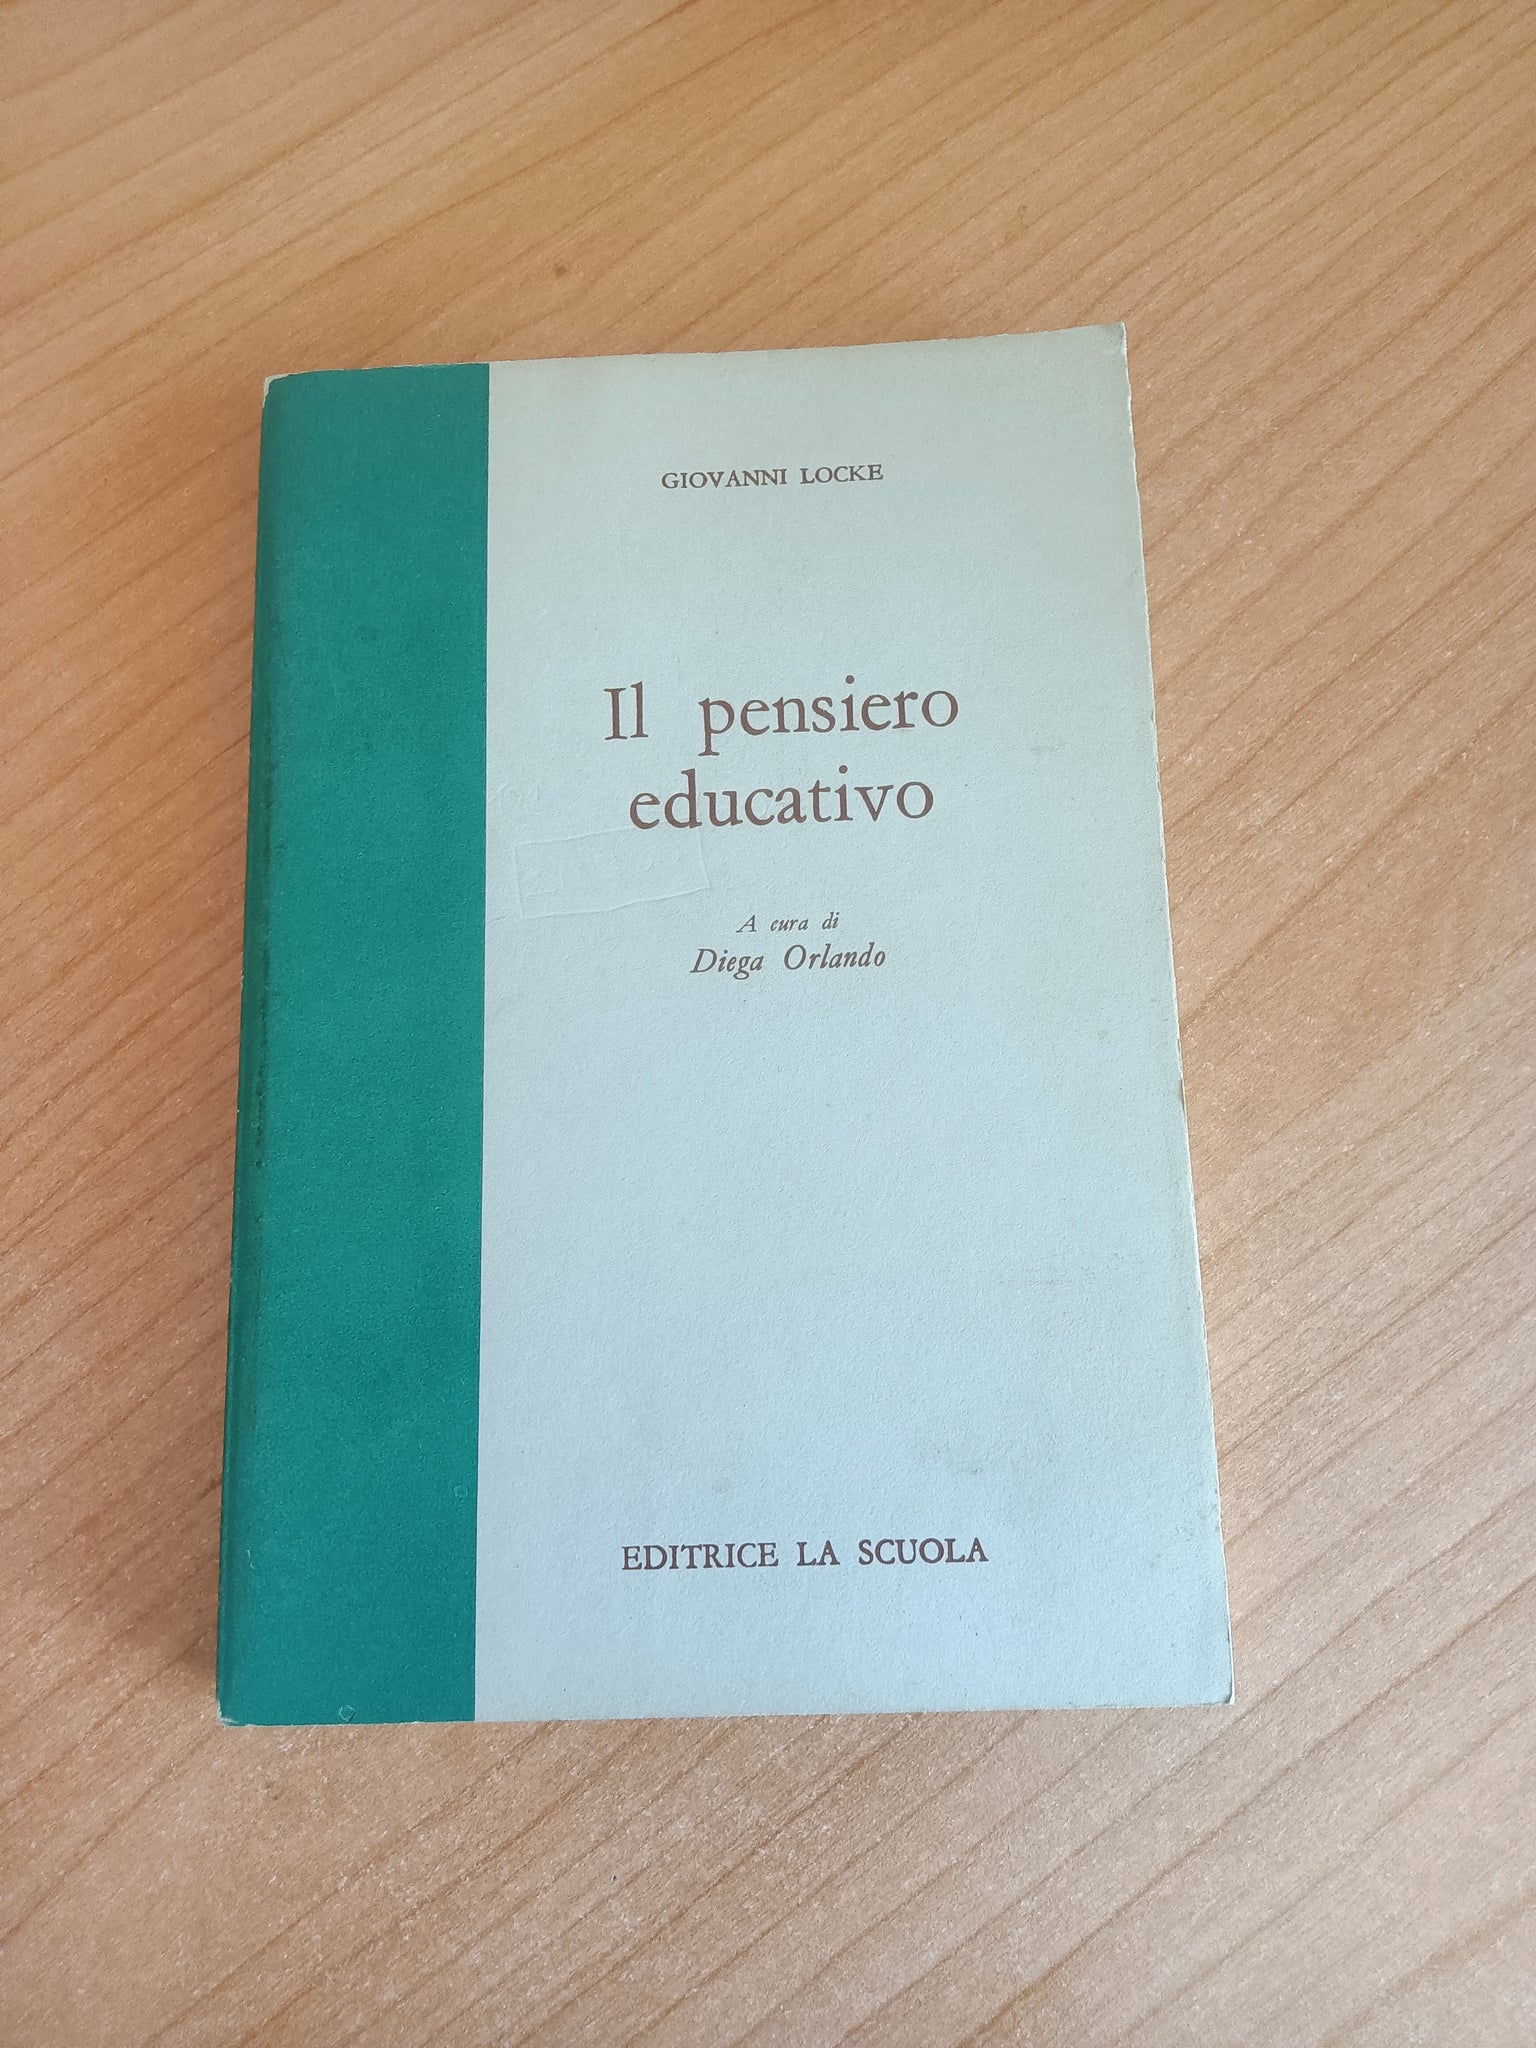 GIOVANNI LOCKE
Il pensiero
educativo
A cura di
Diega Orlando
EDITRICE LA SCUOLA